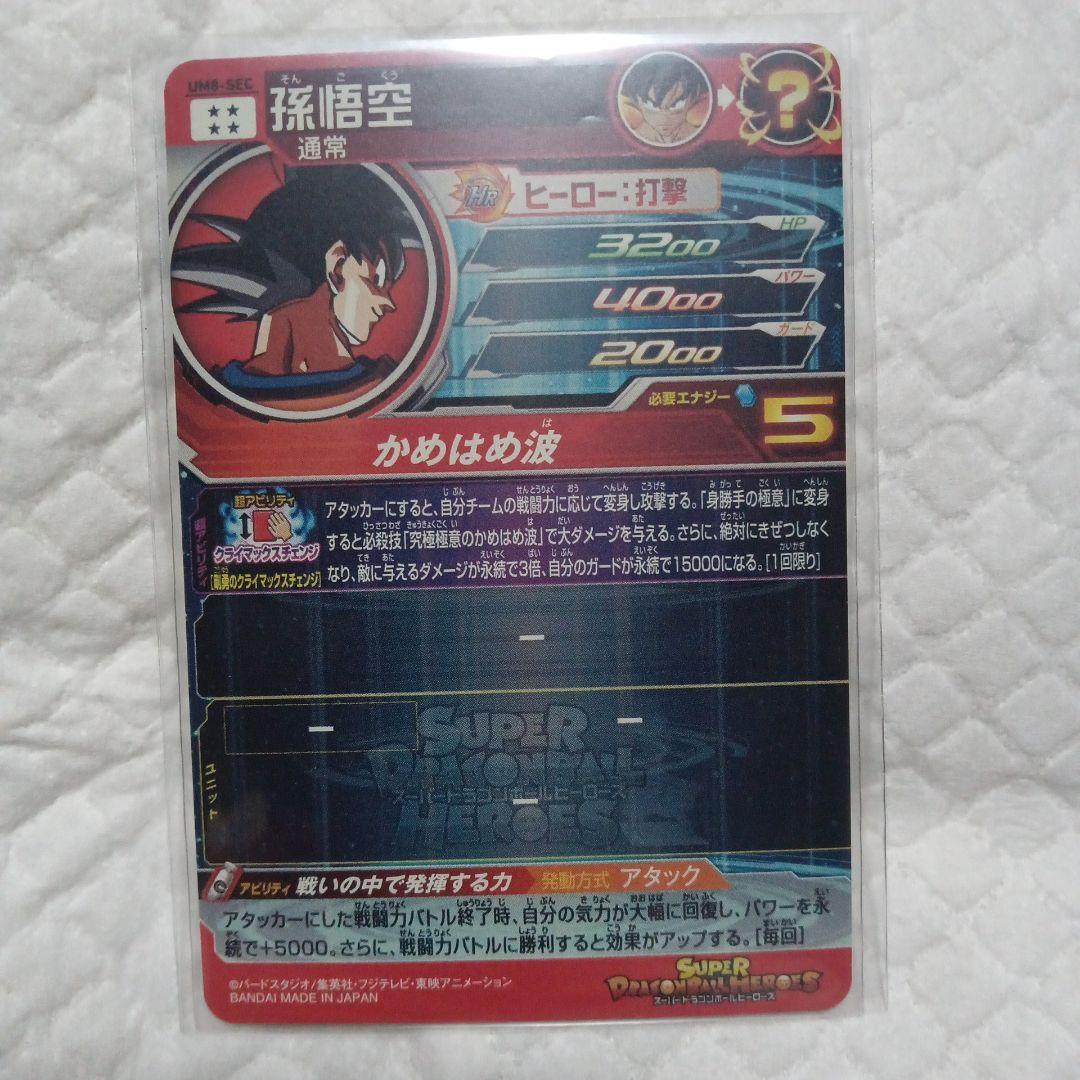 UM8-SEC
孫悟空
そん ご くう
通常
?
HR ヒーロー:打撃
HP
3200
パワー
4000
ガード
2000
必要エナジー 5
かめはめ波
は
超アビリティ
超アビリティ
クライマックスチェンジ
[剛勇のクライマックスチェンジ]
アタッカーにすると、自分チームの戦闘力に応じて変身し攻撃する。「身勝手の極意」に変身
すると必殺技「究極極意のかめはめ波」で大ダメージを与える。さらに、絶対にきぜつしなく
なり、敵に与えるダメージが永続で3倍、自分のガードが永続で15000になる。[1回限り]
ー
ユニット
ー
ー
ー
SUPER
DRAGONBALL
スーパードラゴンボールヒーローズ
HEROES
アビリティ 戦いの中で発揮する力 発動方式 アタック
アタッカーにした戦闘力バトル終了時、自分の気力が大幅に回復し、パワーを永
続で+5000。さらに、戦闘力バトルに勝利すると効果がアップする。[毎回]
©バードスタジオ/集英社・フジテレビ・東映アニメーション
BANDAI MADE IN JAPAN
SUPER
DRAGONBALL HEROES
スーパードラゴンボールヒーローズ